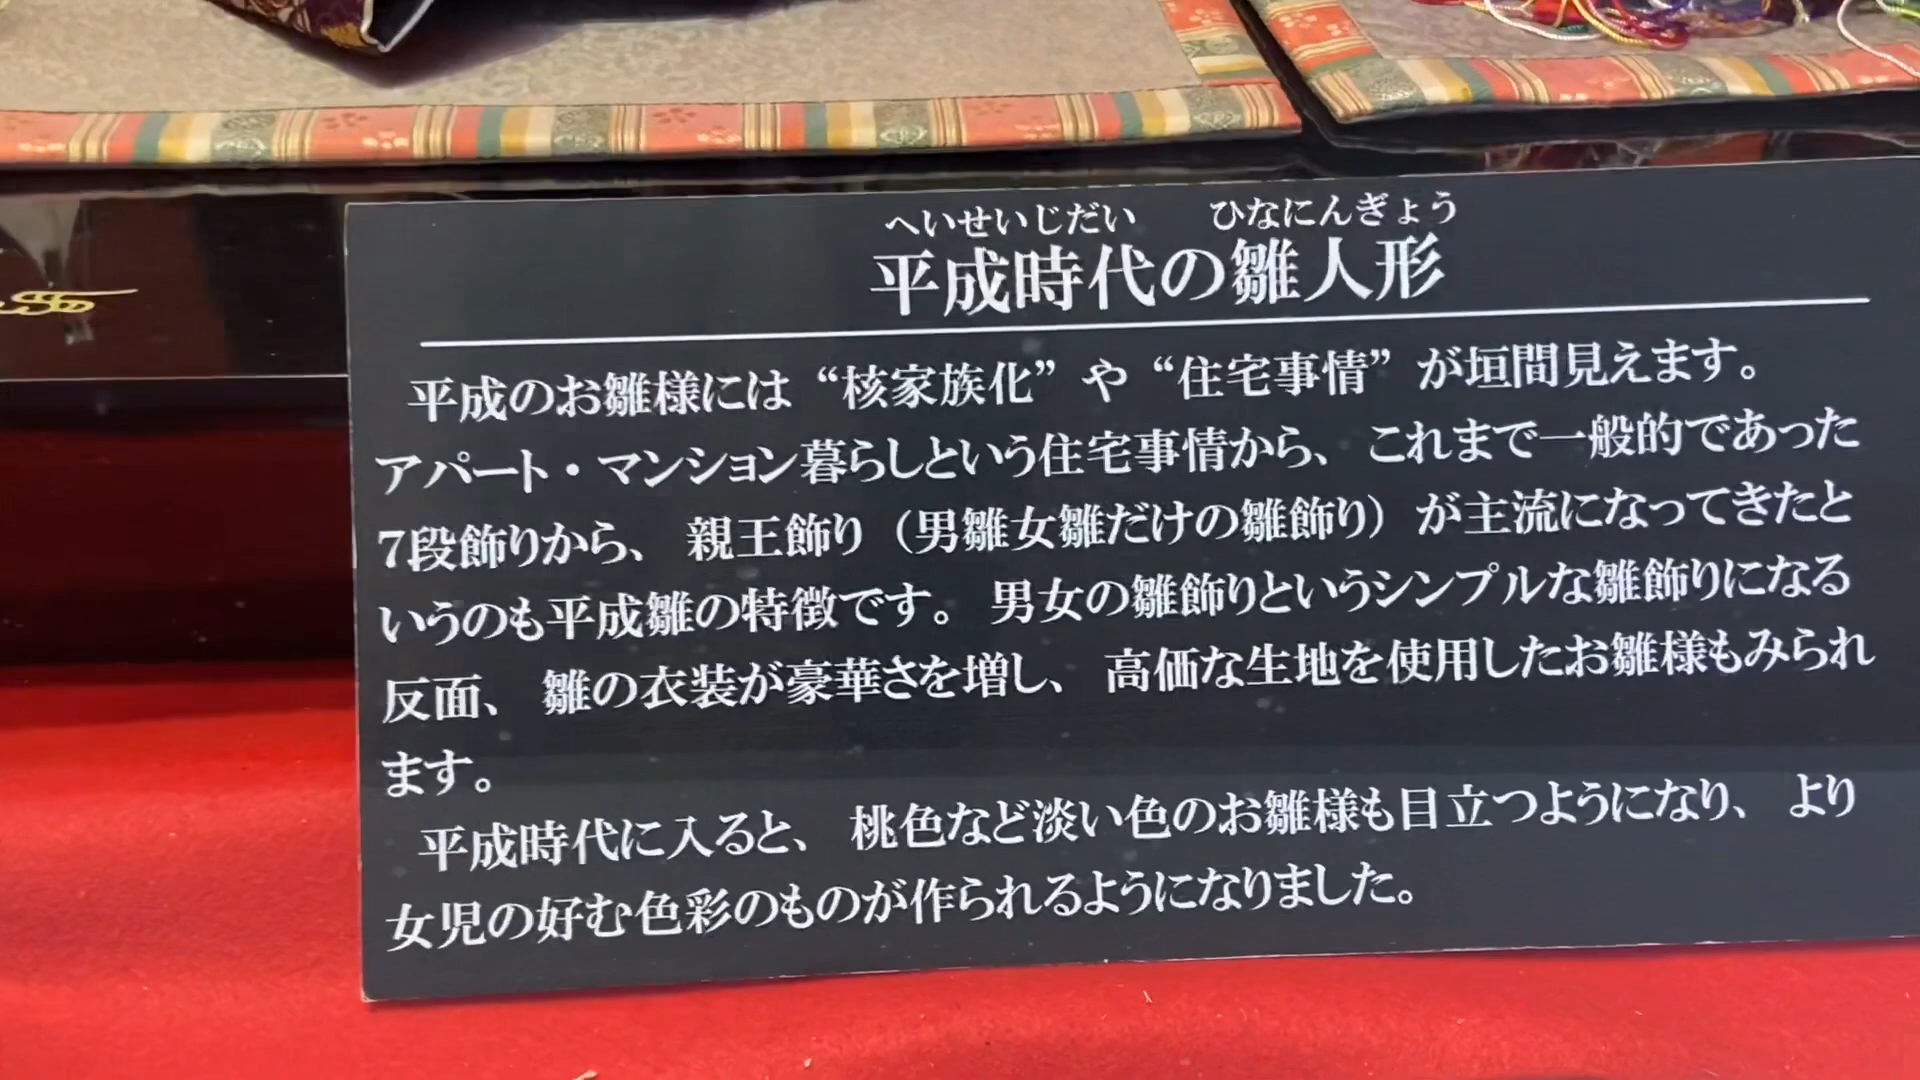 へいせいじだい ひなにんぎょう
平成時代の雛人形
平成のお雛様には“核家族化”や“住宅事情”が垣間見えます。
アパート・マンション暮らしという住宅事情から、これまで一般的であった
7段飾りから、親王飾り（男雛女雛だけの雛飾り）が主流になってきたと
いうのも平成雛の特徴です。男女の雛飾りというシンプルな雛飾りになる
反面、雛の衣装が豪華さを増し、高価な生地を使用したお雛様もみられ
ます。
平成時代に入ると、桃色など淡い色のお雛様も目立つようになり、より
女児の好む色彩のものが作られるようになりました。